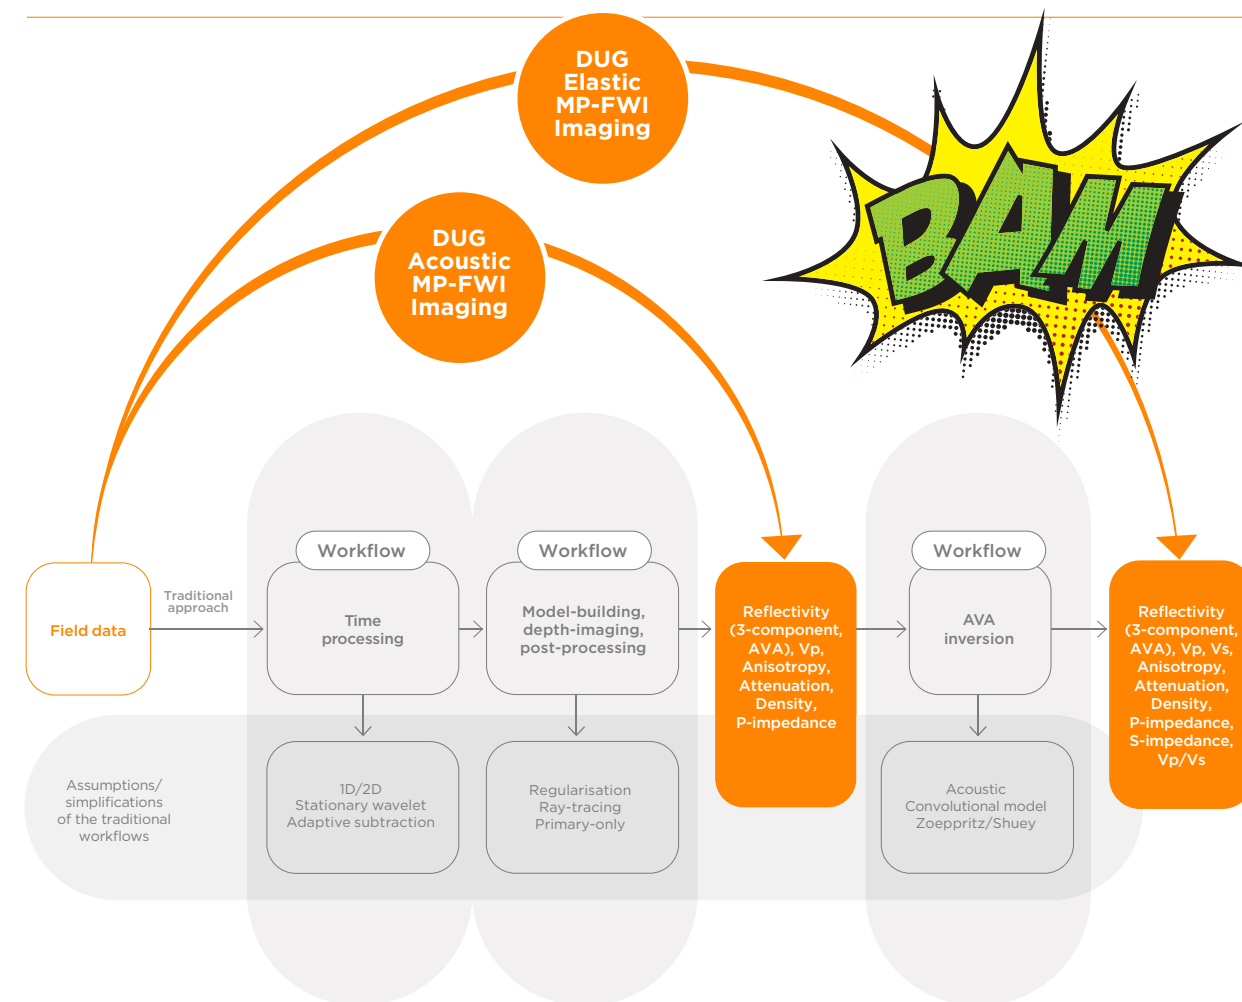 DUG
Elastic
MP-FWI
Imaging
BAM
DUG
Acoustic
MP-FWI
Imaging
Field data
Traditional
approach
Workflow
Time
processing
Workflow
Model-building,
depth-imaging,
post-processing
Reflectivity
(3-component,
AVA), Vp,
Anisotropy,
Attenuation,
Density,
P-impedance
Workflow
AVA
inversion
Reflectivity
(3-component,
AVA), Vp, Vs,
Anisotropy,
Attenuation,
Density,
P-impedance,
S-impedance,
Vp/Vs
Assumptions/
simplifications
of the traditional
workflows
1D/2D
Stationary wavelet
Adaptive subtraction
Regularisation
Ray-tracing
Primary-only
Acoustic
Convolutional model
Zoeppritz/Shuey